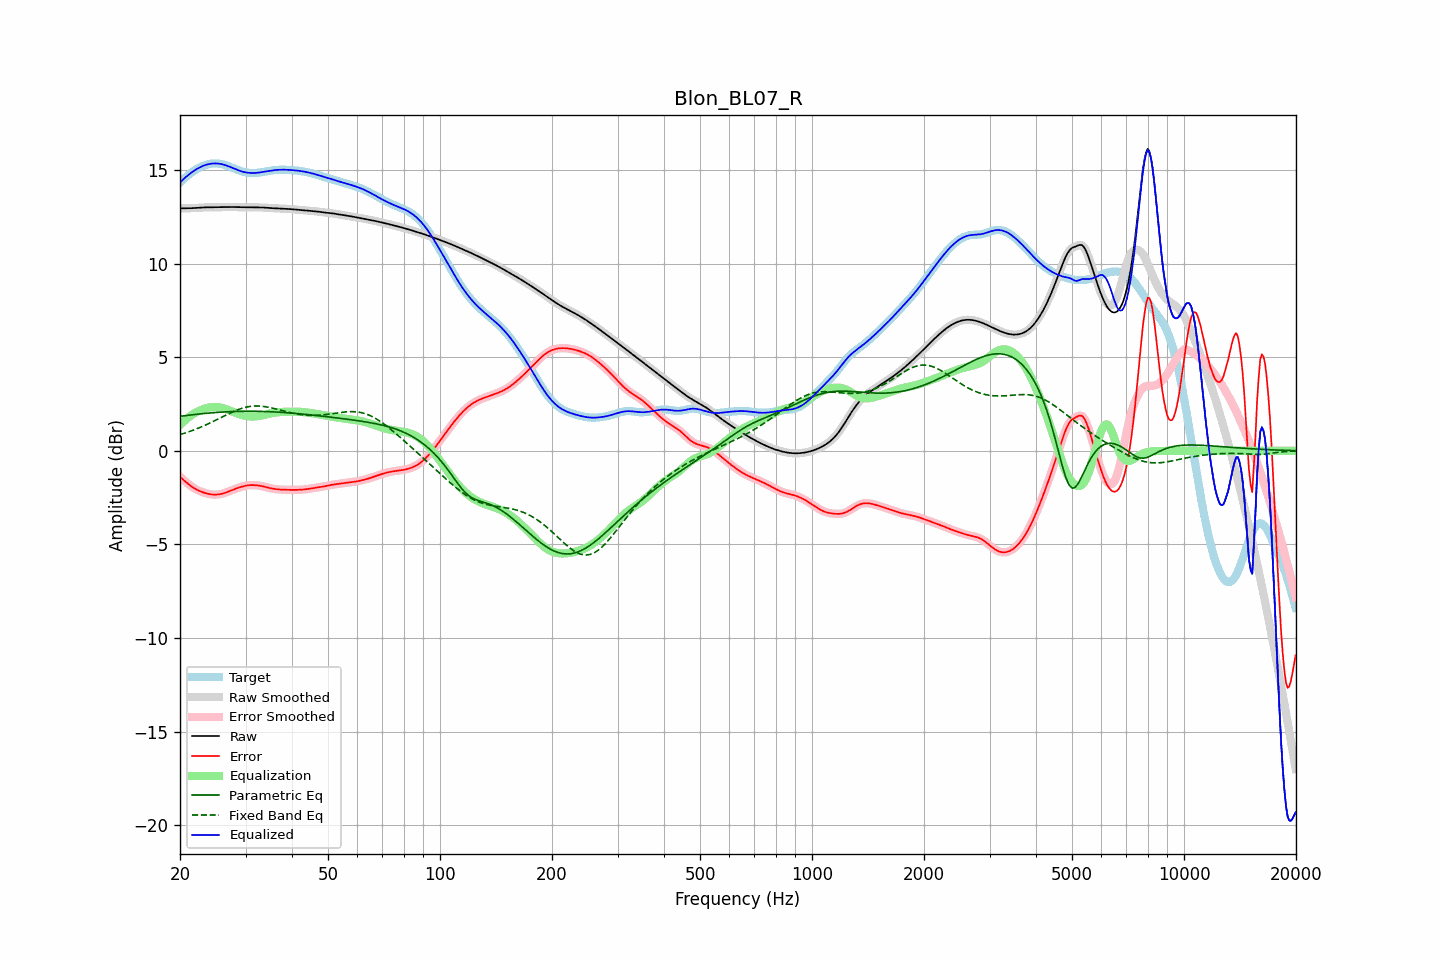 Blon_BL07_R
15
10
5
0
−5
−10
−15
−20
Amplitude (dBr)
Target
Raw Smoothed
Error Smoothed
Raw
Error
Equalization
Parametric Eq
Fixed Band Eq
Equalized
20 50 100 200 500 1000 2000 5000 10000 20000
Frequency (Hz)